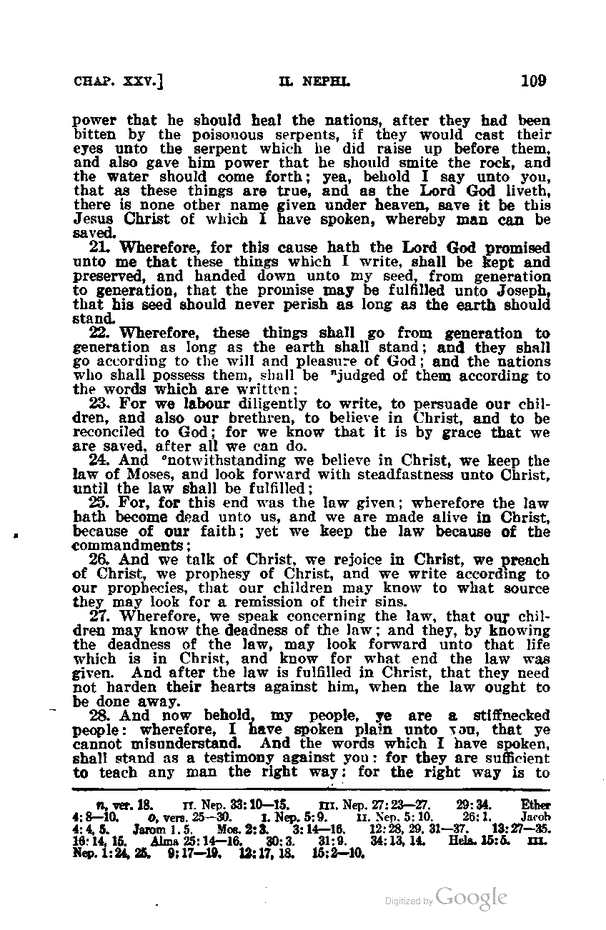 CHAP. XXV.] II. NEPHI. 109
power that he should heal the nations, after they had been
bitten by the poisonous serpents, if they would cast their
eyes unto the serpent which he did raise up before them,
and also gave him power that he should smite the rock, and
the water should come forth; yea, behold I say unto you,
that as these things are true, and as the Lord God liveth,
there is none other name given under heaven, save it be this
Jesus Christ of which I have spoken, whereby man can be
saved.
21. Wherefore, for this cause hath the Lord God promised
unto me that these things which I write, shall be kept and
preserved, and handed down unto my seed, from generation
to generation, that the promise may be fulfilled unto Joseph,
that his seed should never perish as long as the earth should
stand.
22. Wherefore, these things shall go from generation to
generation as long as the earth shall stand; and they shall
go according to the will and pleasure of God; and the nations
who shall possess them, shall be ⁿjudged of them according to
the words which are written:
23. For we labour diligently to write, to persuade our chil-
dren, and also our brethren, to believe in Christ, and to be
reconciled to God; for we know that it is by grace that we
are saved, after all we can do.
24. And ᵒnotwithstanding we believe in Christ, we keep the
law of Moses, and look forward with steadfastness unto Christ,
until the law shall be fulfilled;
25. For, for this end was the law given; wherefore the law
hath become dead unto us, and we are made alive in Christ,
because of our faith; yet we keep the law because of the
commandments;
26. And we talk of Christ, we rejoice in Christ, we preach
of Christ, we prophesy of Christ, and we write according to
our prophecies, that our children may know to what source
they may look for a remission of their sins.
27. Wherefore, we speak concerning the law, that our chil-
dren may know the deadness of the law; and they, by knowing
the deadness of the law, may look forward unto that life
which is in Christ, and know for what end the law was
given. And after the law is fulfilled in Christ, that they need
not harden their hearts against him, when the law ought to
be done away.
28. And now behold, my people, ye are a stiffnecked
people: wherefore, I have spoken plain unto you, that ye
cannot misunderstand. And the words which I have spoken,
shall stand as a testimony against you: for they are sufficient
to teach any man the right way: for the right way is to
n, ver. 18. II. Nep. 33:10—15. III. Nep. 27:23—27. 29:34. Ether
4:8—10. o, vers. 25—30. I. Nep. 5:9. II. Nep. 5:10. 26:1. Jacob
4:4, 5. Jarom 1. 5. Mos. 2:3. 3:14—16. 12:28, 29, 31—37. 13:27—35.
16:14, 15. Alma 25:14—16. 30:3. 31:9. 34:13, 14. Hela. 15:5. III.
Nep. 1:24, 25. 9:17—19. 12:17, 18. 15:2—10.
Digitized by Google